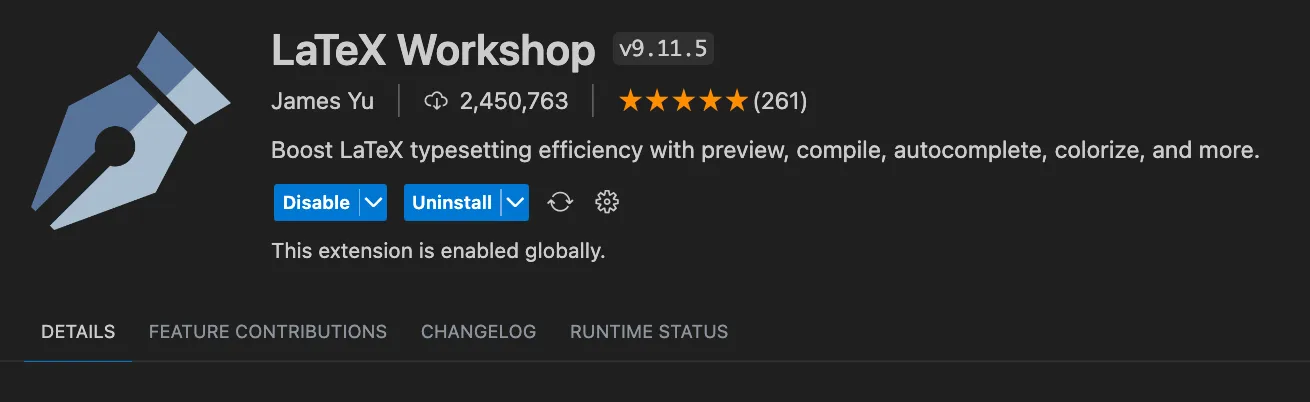 LaTeX Workshop v9.11.5
James Yu 2,450,763 (261)
Boost LaTeX typesetting efficiency with preview, compile, autocomplete, colorize, and more.
Disable Uninstall
This extension is enabled globally.
DETAILS FEATURE CONTRIBUTIONS CHANGELOG RUNTIME STATUS